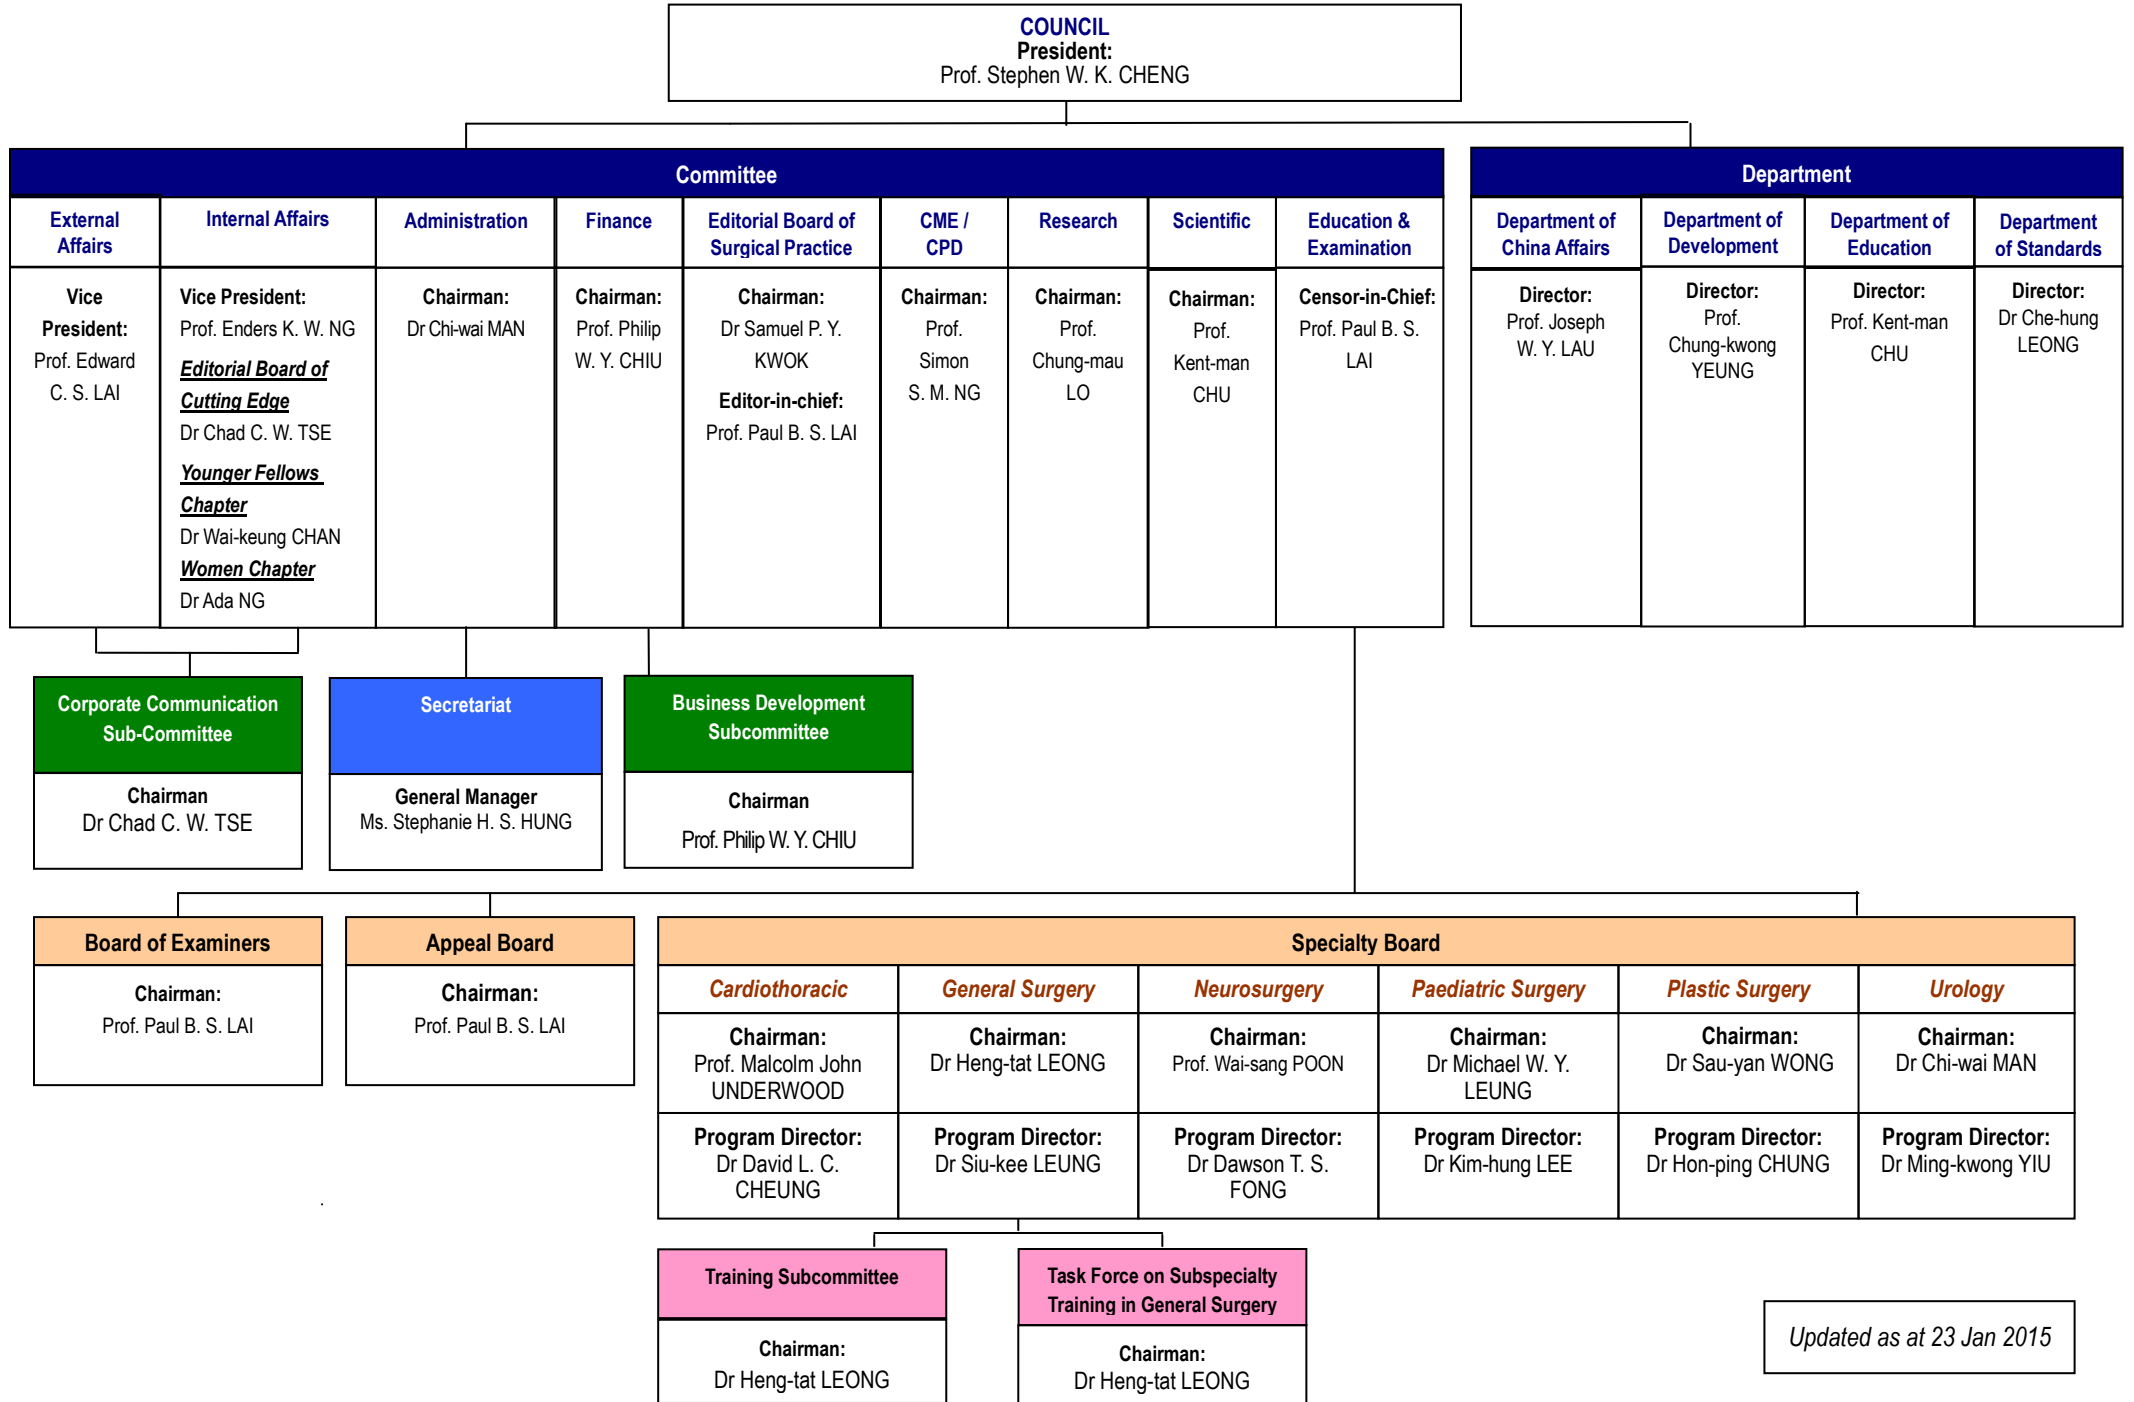 COUNCIL
President:
Prof. Stephen W. K. CHENG
Committee
External
Affairs
Vice
President:
Prof. Edward
C. S. LAI
Internal Affairs
Vice President:
Prof. Enders K. W. NG
Editorial Board of
Cutting Edge
Dr Chad C. W. TSE
Younger Fellows
Chapter
Dr Wai-keung CHAN
Women Chapter
Dr Ada NG
Administration
Chairman:
Dr Chi-wai MAN
Finance
Chairman:
Prof. Philip
W. Y. CHIU
Editorial Board of
Surgical Practice
Chairman:
Dr Samuel P. Y.
KWOK
Editor-in-chief:
Prof. Paul B. S. LAI
CME /
CPD
Chairman:
Prof.
Simon
S. M. NG
Research
Chairman:
Prof.
Chung-mau
LO
Scientific
Chairman:
Prof.
Kent-man
CHU
Education &
Examination
Censor-in-Chief:
Prof. Paul B. S.
LAI
Department
Department of
China Affairs
Director:
Prof. Joseph
W. Y. LAU
Department of
Development
Director:
Prof.
Chung-kwong
YEUNG
Department of
Education
Director:
Prof. Kent-man
CHU
Department
of Standards
Director:
Dr Che-hung
LEONG
Corporate Communication
Sub-Committee
Chairman
Dr Chad C. W. TSE
Secretariat
General Manager
Ms. Stephanie H. S. HUNG
Business Development
Subcommittee
Chairman
Prof. Philip W. Y. CHIU
Board of Examiners
Chairman:
Prof. Paul B. S. LAI
Appeal Board
Chairman:
Prof. Paul B. S. LAI
Specialty Board
Cardiothoracic
Chairman:
Prof. Malcolm John
UNDERWOOD
Program Director:
Dr David L. C.
CHEUNG
General Surgery
Chairman:
Dr Heng-tat LEONG
Program Director:
Dr Siu-kee LEUNG
Neurosurgery
Chairman:
Prof. Wai-sang POON
Program Director:
Dr Dawson T. S.
FONG
Paediatric Surgery
Chairman:
Dr Michael W. Y.
LEUNG
Program Director:
Dr Kim-hung LEE
Plastic Surgery
Chairman:
Dr Sau-yan WONG
Program Director:
Dr Hon-ping CHUNG
Urology
Chairman:
Dr Chi-wai MAN
Program Director:
Dr Ming-kwong YIU
Training Subcommittee
Chairman:
Dr Heng-tat LEONG
Task Force on Subspecialty
Training in General Surgery
Chairman:
Dr Heng-tat LEONG
Updated as at 23 Jan 2015